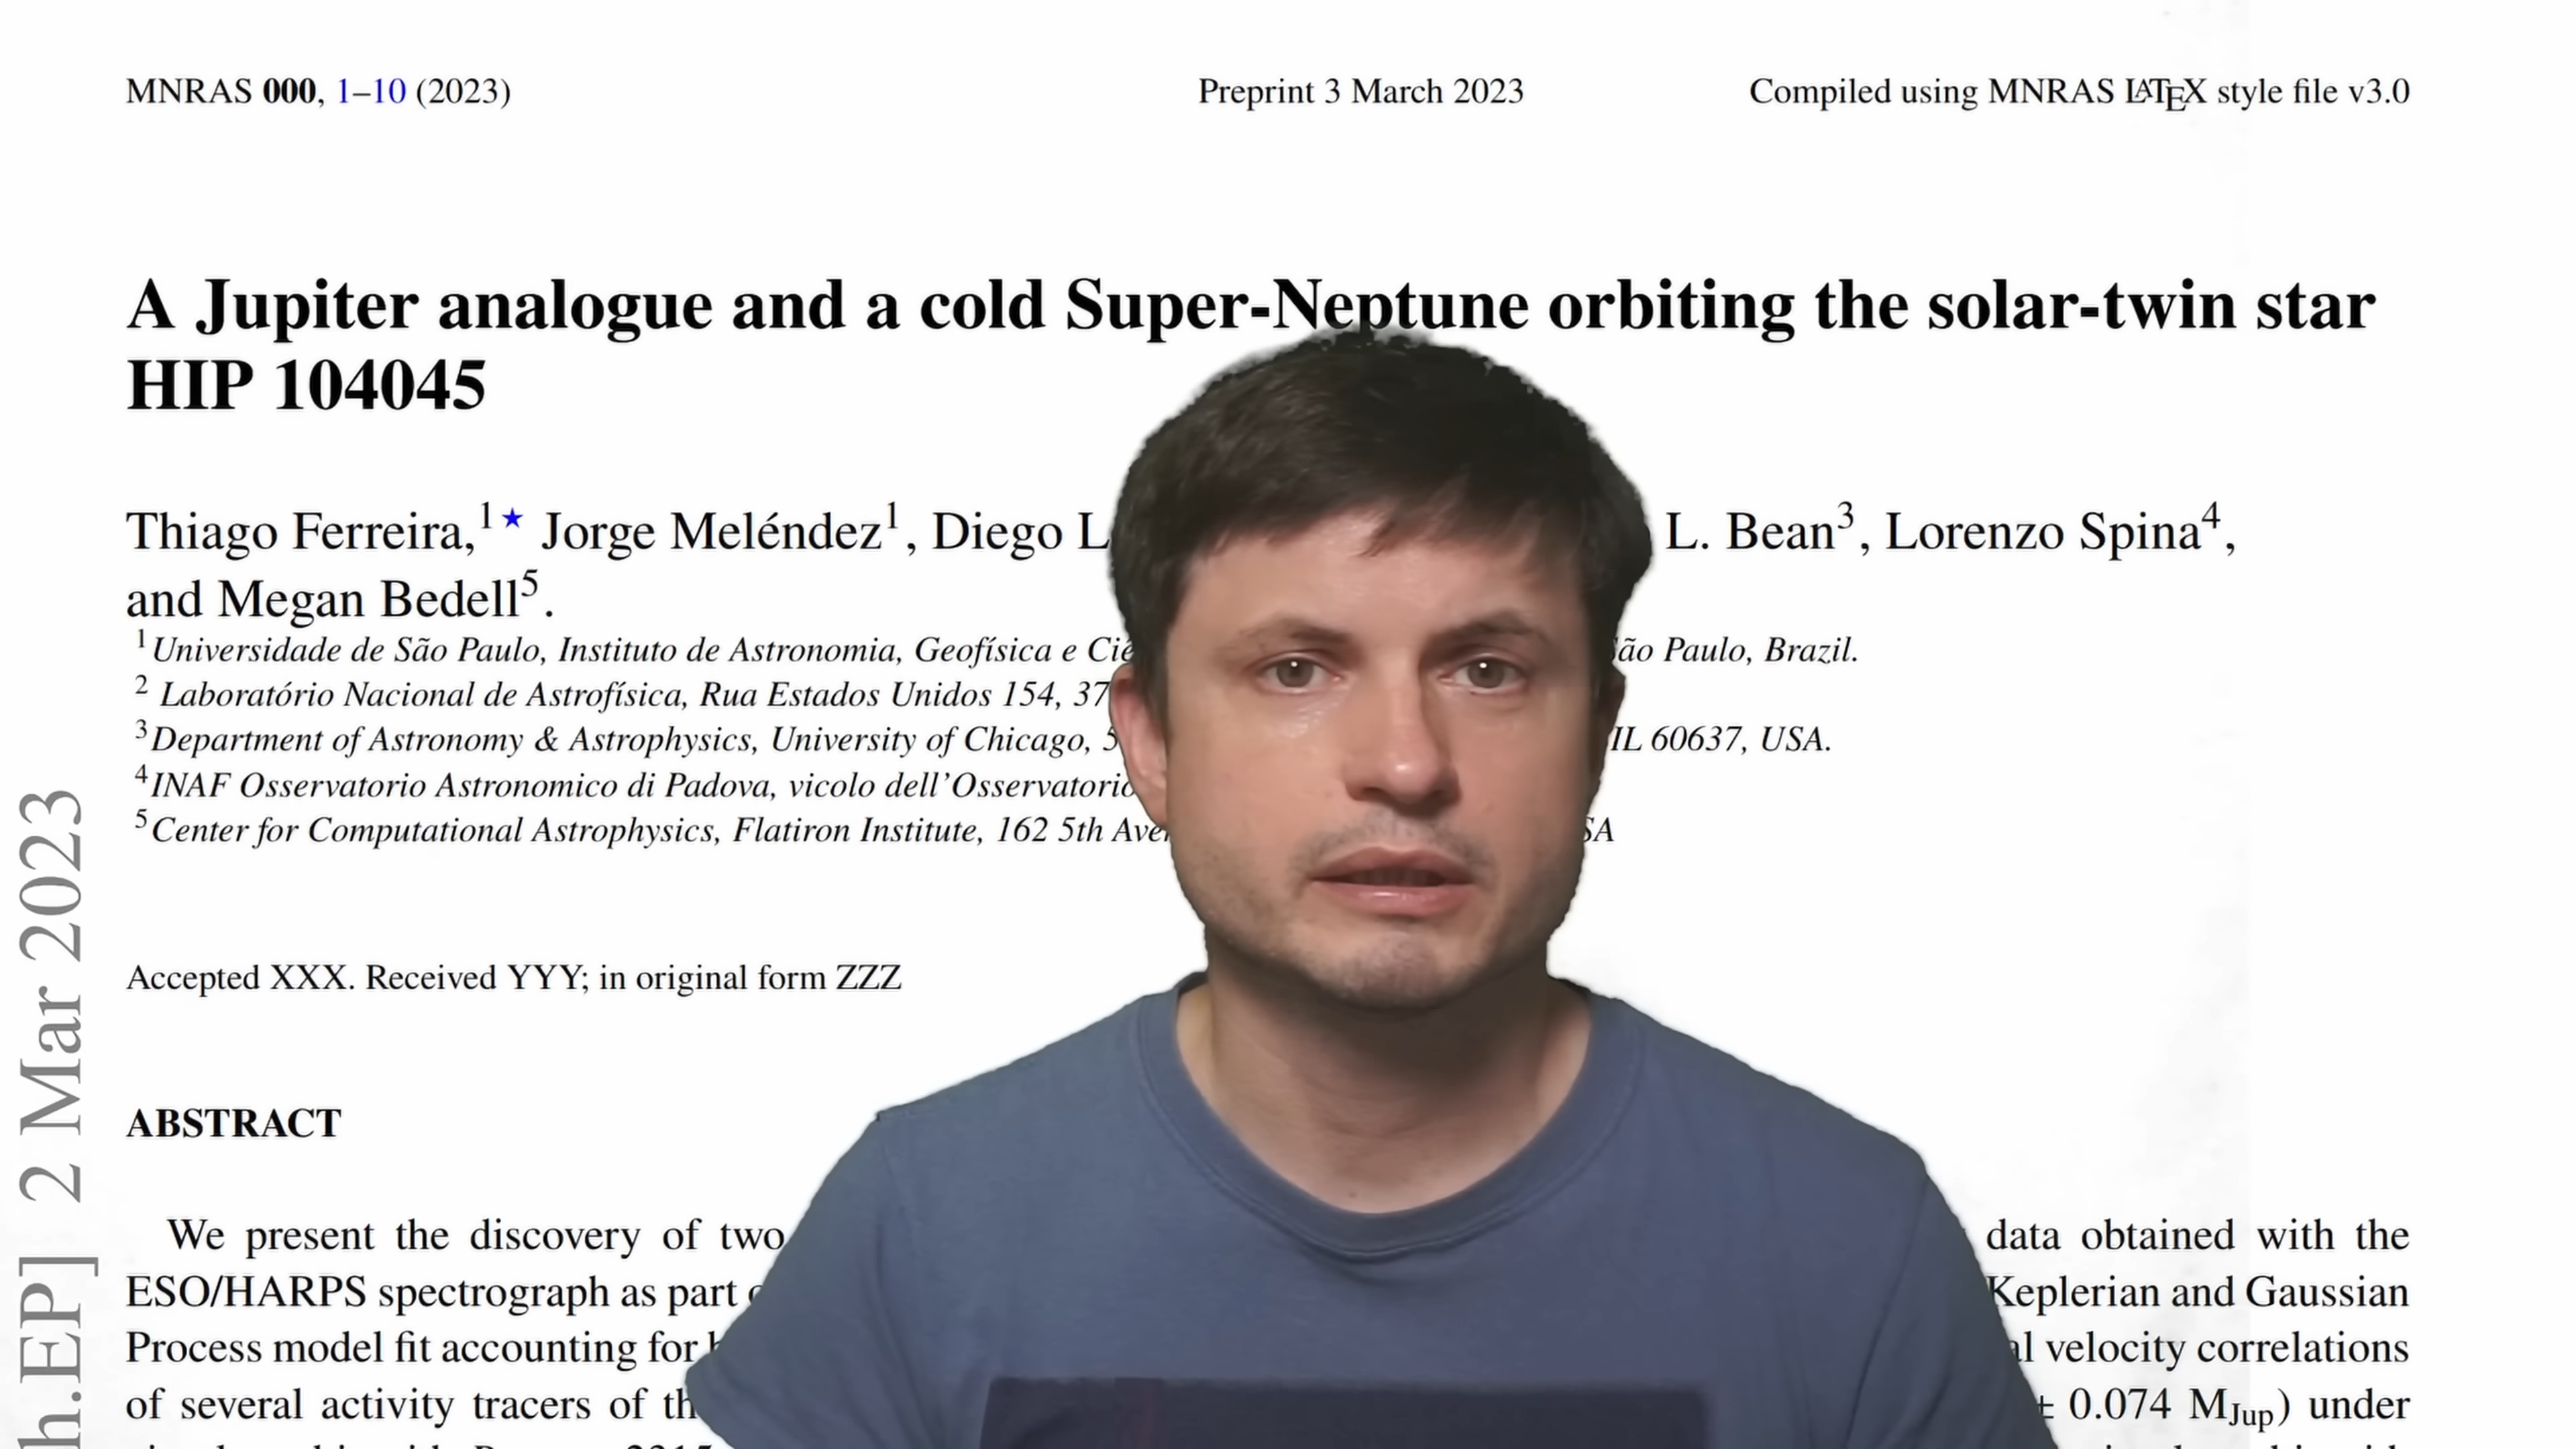 MNRAS 000, 1–10 (2023) Preprint 3 March 2023 Compiled using MNRAS LATEX style file v3.0
A Jupiter analogue and a cold Super-Neptune orbiting the solar-twin star
HIP 104045
Thiago Ferreira,1★ Jorge Meléndez1, Diego L. Bean3, Lorenzo Spina4,
and Megan Bedell5.
1Universidade de São Paulo, Instituto de Astronomia, Geofísica e Paulo, Brazil.
2 Laboratório Nacional de Astrofísica, Rua Estados Unidos 154,
3Department of Astronomy & Astrophysics, University of Chicago, IL 60637, USA.
4INAF Osservatorio Astronomico di Padova, vicolo dell'Osservatorio
5Center for Computational Astrophysics, Flatiron Institute, 162 5th
Accepted XXX. Received YYY; in original form ZZZ
ABSTRACT
We present the discovery of two data obtained with the
ESO/HARPS spectrograph as part Keplerian and Gaussian
Process model fit accounting for velocity correlations
of several activity tracers of ± 0.074 MJup) under
h.EP] 2 Mar 2023